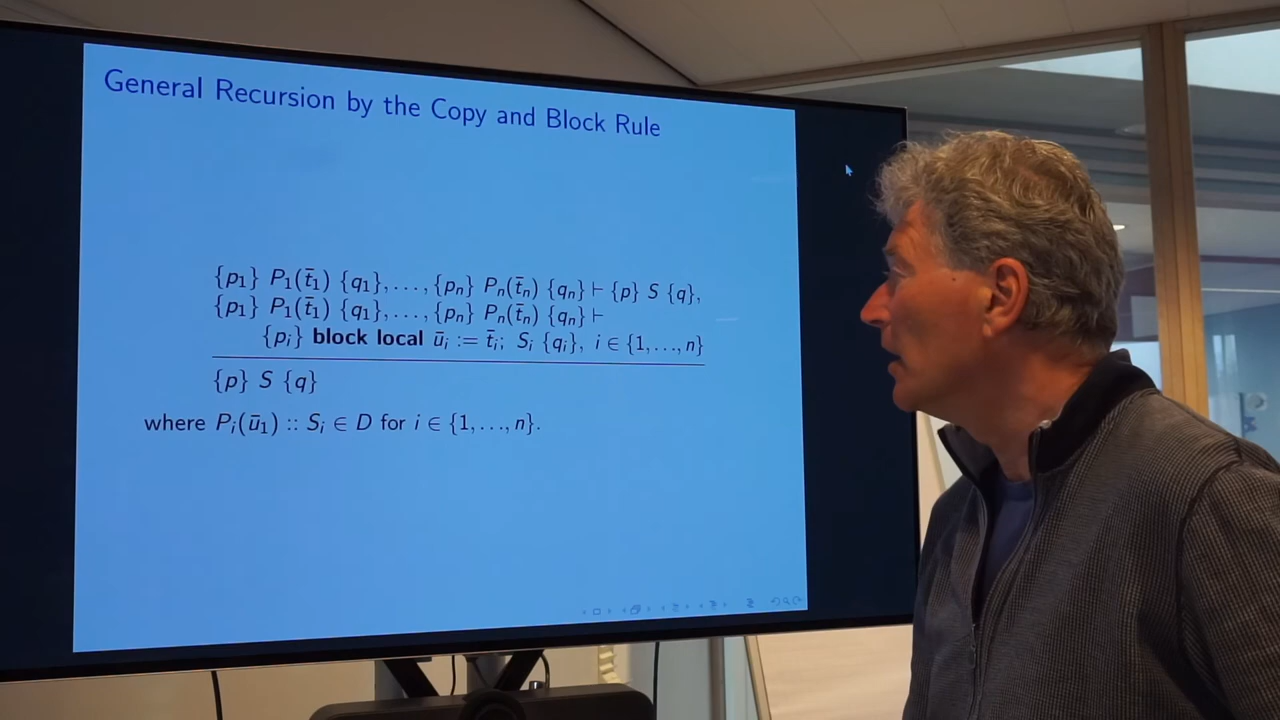 General Recursion by the Copy and Block Rule
{p₁} P₁(t̄₁) {q₁}, . . . , {pₙ} Pₙ(t̄ₙ) {qₙ} ⊢ {p} S {q},
{p₁} P₁(t̄₁) {q₁}, . . . , {pₙ} Pₙ(t̄ₙ) {qₙ} ⊢
{pᵢ} block local ūᵢ := t̄ᵢ; Sᵢ {qᵢ}, i ∈ {1, . . . , n}
{p} S {q}
where Pᵢ(ū₁) :: Sᵢ ∈ D for i ∈ {1, . . . , n}.